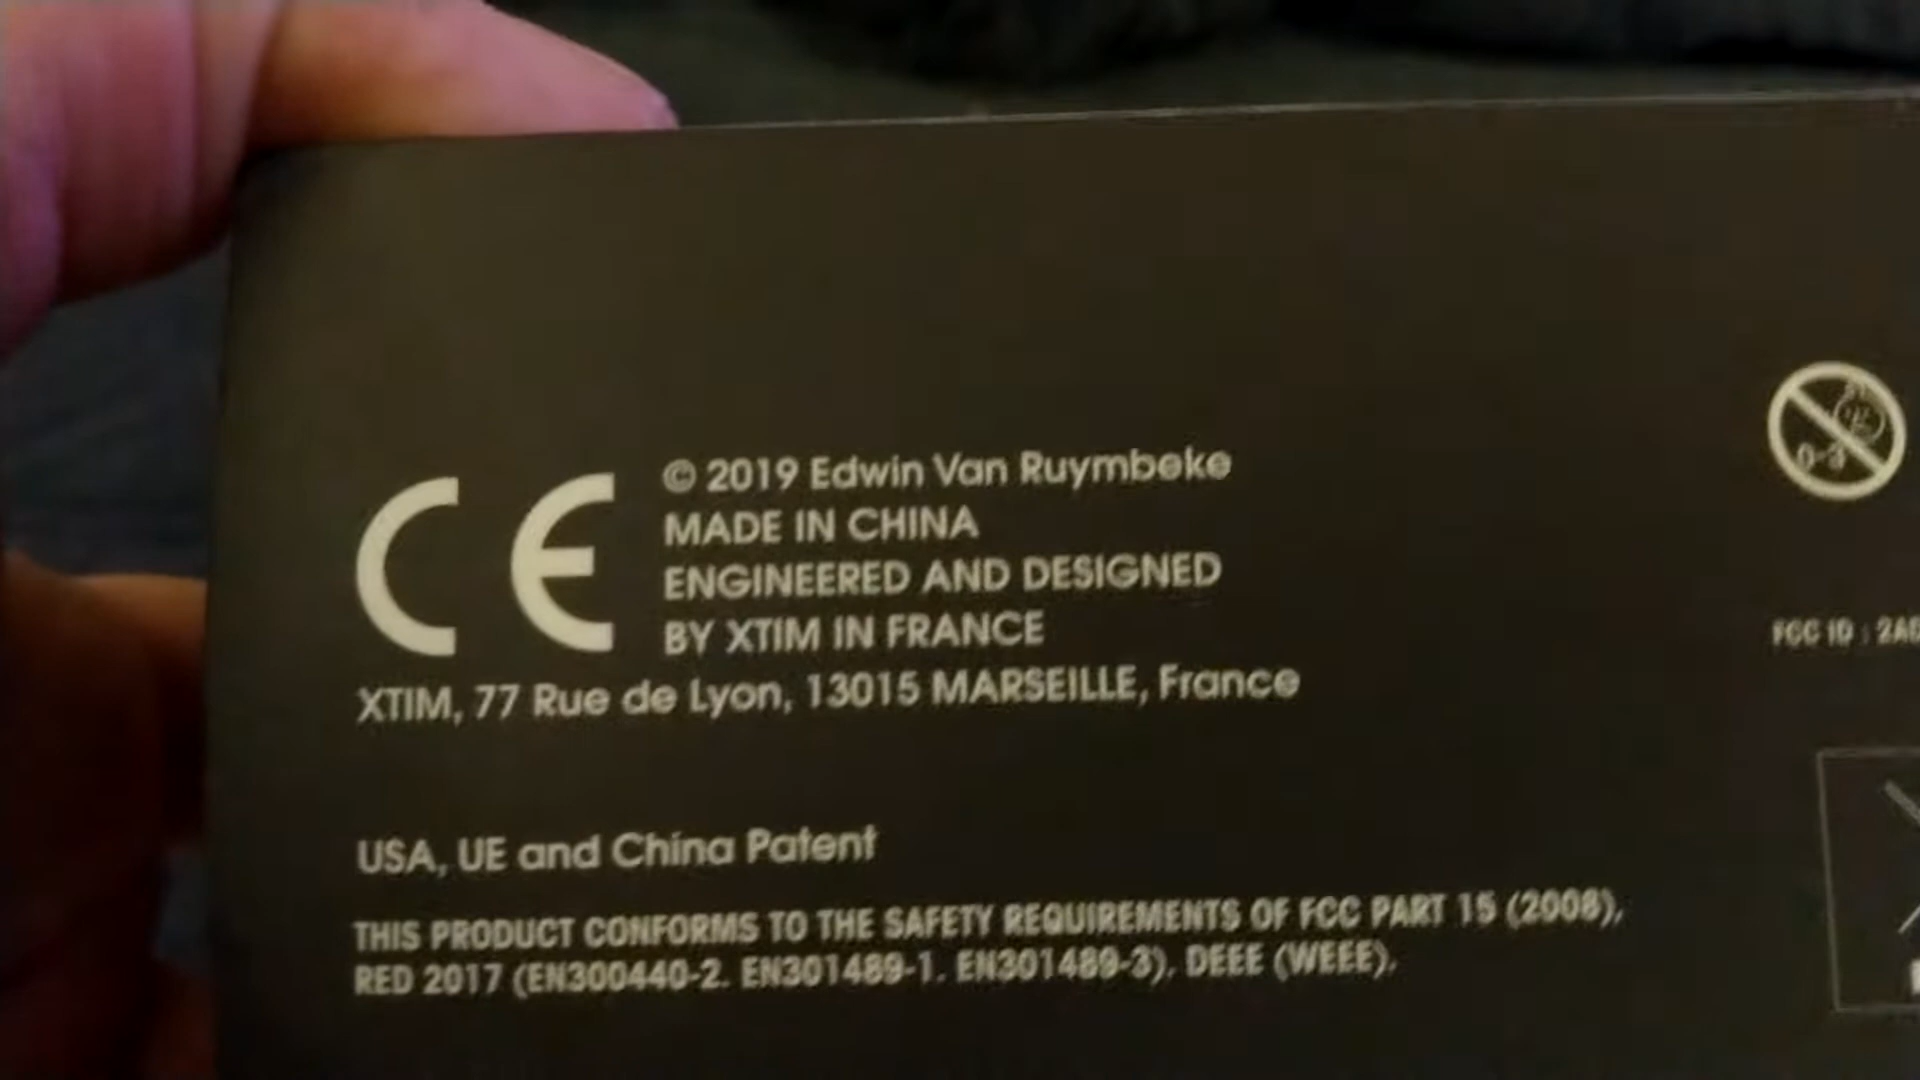 CE
© 2019 Edwin Van Ruymbeke
MADE IN CHINA
ENGINEERED AND DESIGNED
BY XTIM IN FRANCE
XTIM, 77 Rue de Lyon, 13015 MARSEILLE, France
0-3
FCC ID :
USA, UE and China Patent
THIS PRODUCT CONFORMS TO THE SAFETY REQUIREMENTS OF FCC PART 15 (2008),
RED 2017 (EN300440-2. EN301489-1. EN301489-3), DEEE (WEEE).